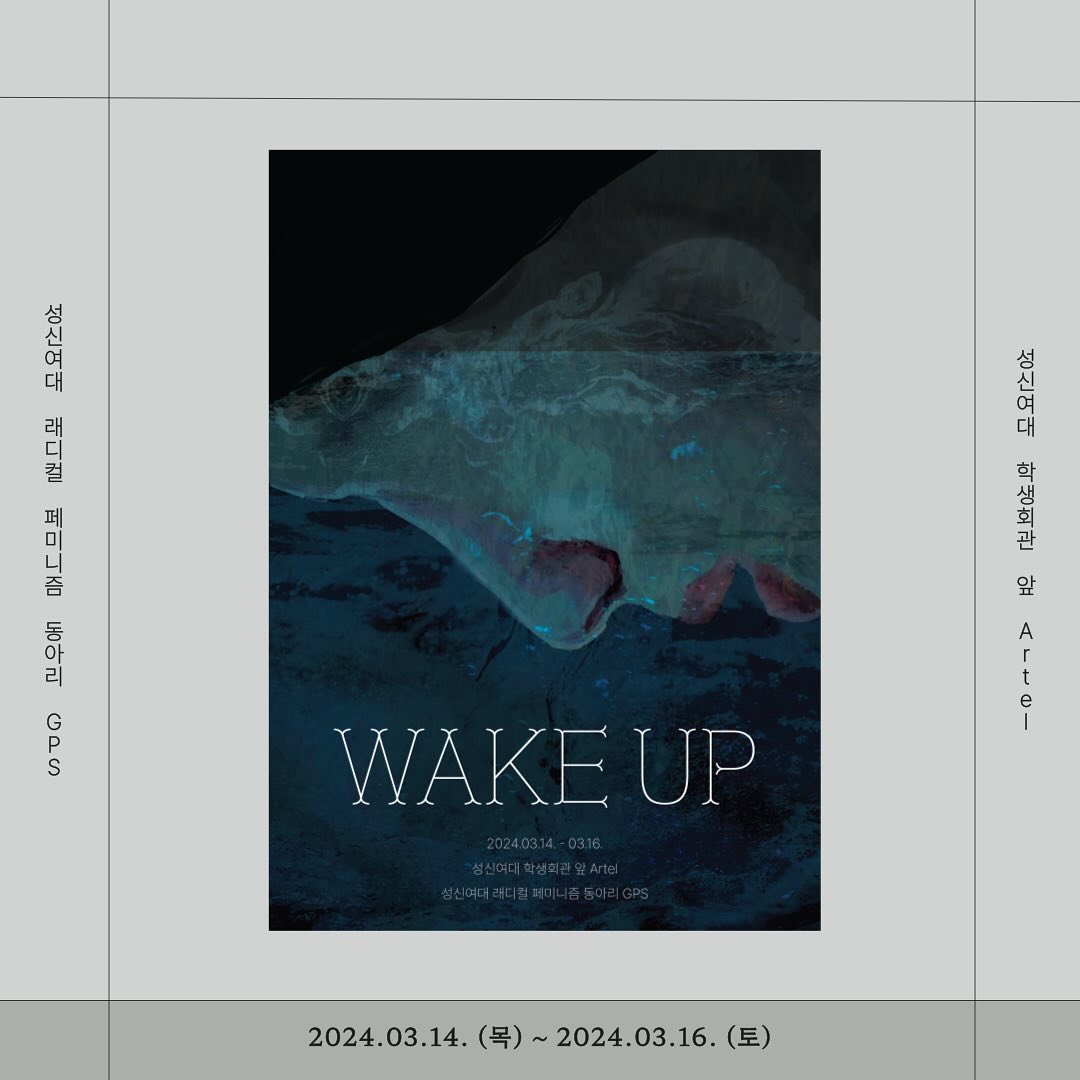 성신여대 래디컬 페미니즘 동아리 GPS
성신여대 학생회관 앞 Artel
WAKE UP
2024.03.14. - 03.16.
성신여대 학생회관 앞 Artel
성신여대 래디컬 페미니즘 동아리 GPS
2024.03.14. (목) ~ 2024.03.16. (토)